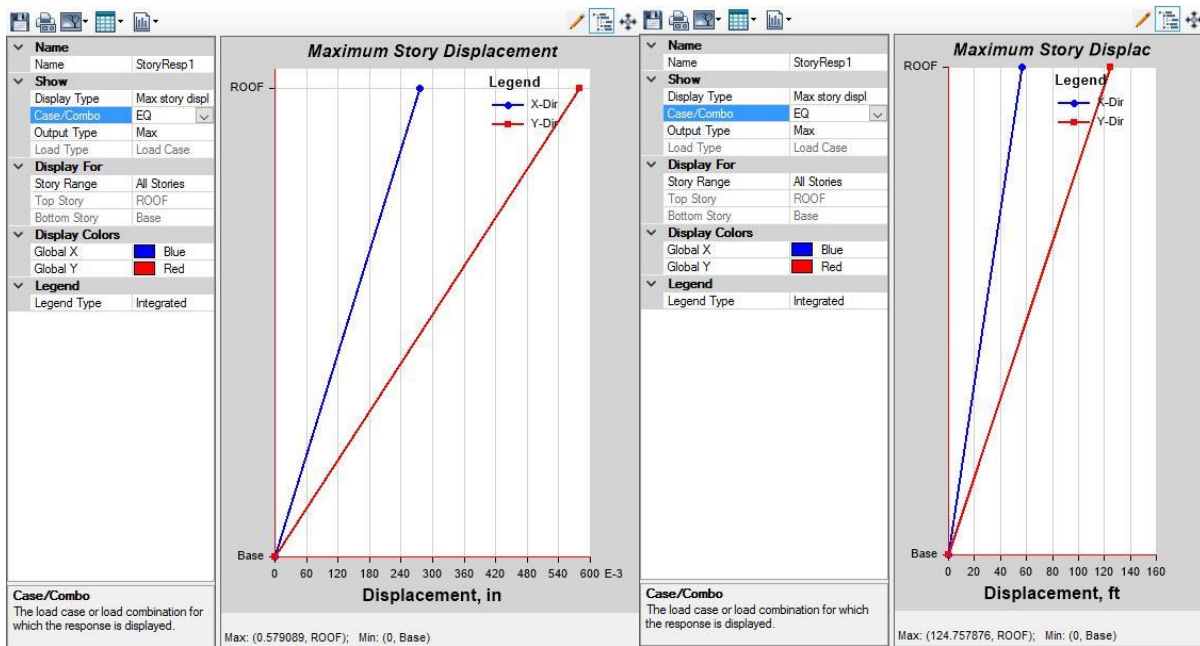 Name
Name StoryResp1
Show
Display Type Max story displ
Case/Combo EQ
Output Type Max
Load Type Load Case
Display For
Story Range All Stories
Top Story ROOF
Bottom Story Base
Display Colors
Global X Blue
Global Y Red
Legend
Legend Type Integrated
Case/Combo
The load case or load combination for
which the response is displayed.
Maximum Story Displacement
Legend
X-Dir
Y-Dir
ROOF
Base
0 60 120 180 240 300 360 420 480 540 600 E-3
Displacement, in
Max: (0.579089, ROOF); Min: (0, Base)
Name
Name StoryResp1
Show
Display Type Max story displ
Case/Combo EQ
Output Type Max
Load Type Load Case
Display For
Story Range All Stories
Top Story ROOF
Bottom Story Base
Display Colors
Global X Blue
Global Y Red
Legend
Legend Type Integrated
Case/Combo
The load case or load combination for which
the response is displayed.
Maximum Story Displac
Legend
X-Dir
Y-Dir
ROOF
Base
0 20 40 60 80 100 120 140 160
Displacement, ft
Max: (124.757876, ROOF); Min: (0, Base)